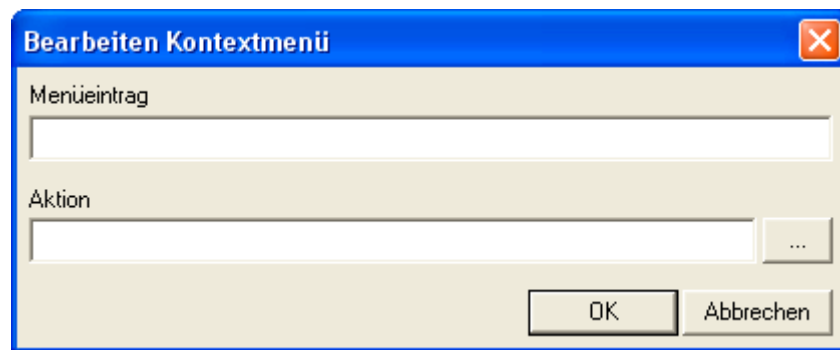 Bearbeiten Kontextmenü
Menüeintrag
Aktion
...
OK Abbrechen